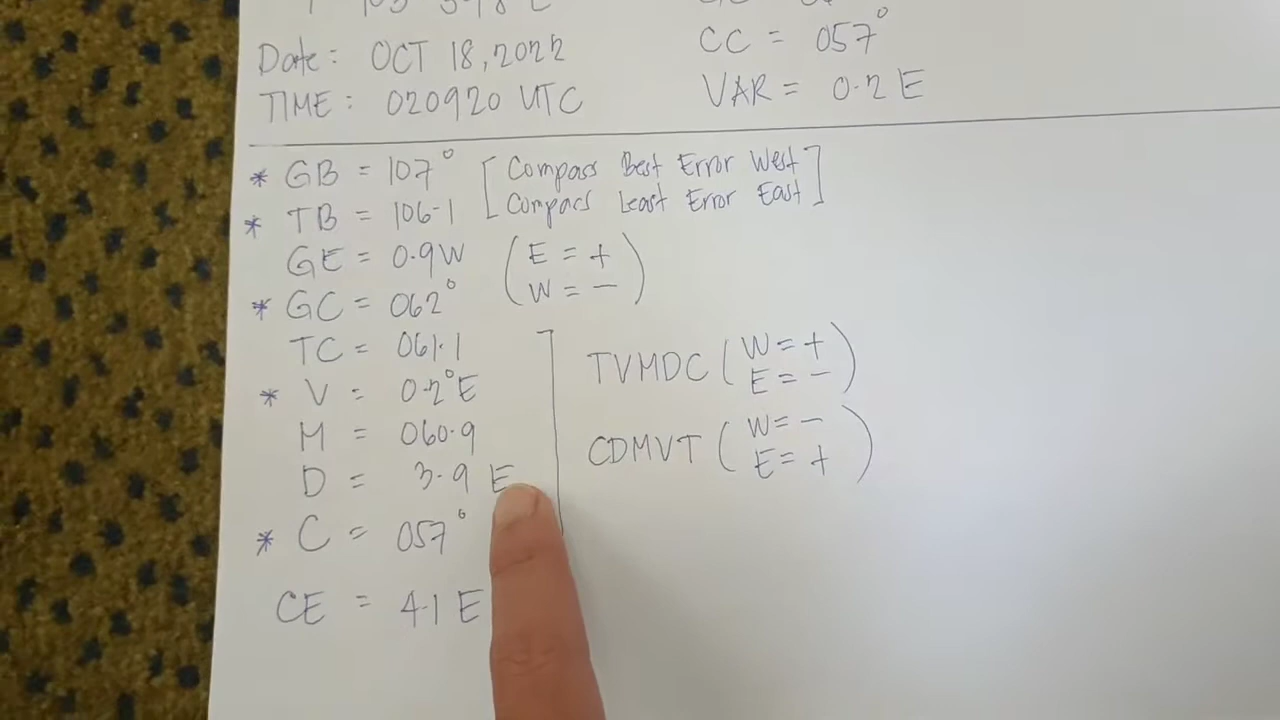 Date: OCT 18, 2022
TIME: 020920 UTC
CC = 057°
VAR = 0.2 E
* GB = 107° [Compass Best Error West
* TB = 106.1 Compass Least Error East]
GE = 0.9W (E = +
W = -)
* GC = 062°
TC = 061.1
* V = 0.2°E
M = 060.9
D = 3.9 E
* C = 057°
CE = 4.1 E
TVMDC (W = +
E = -)
CDMVT (W = -
E = +)